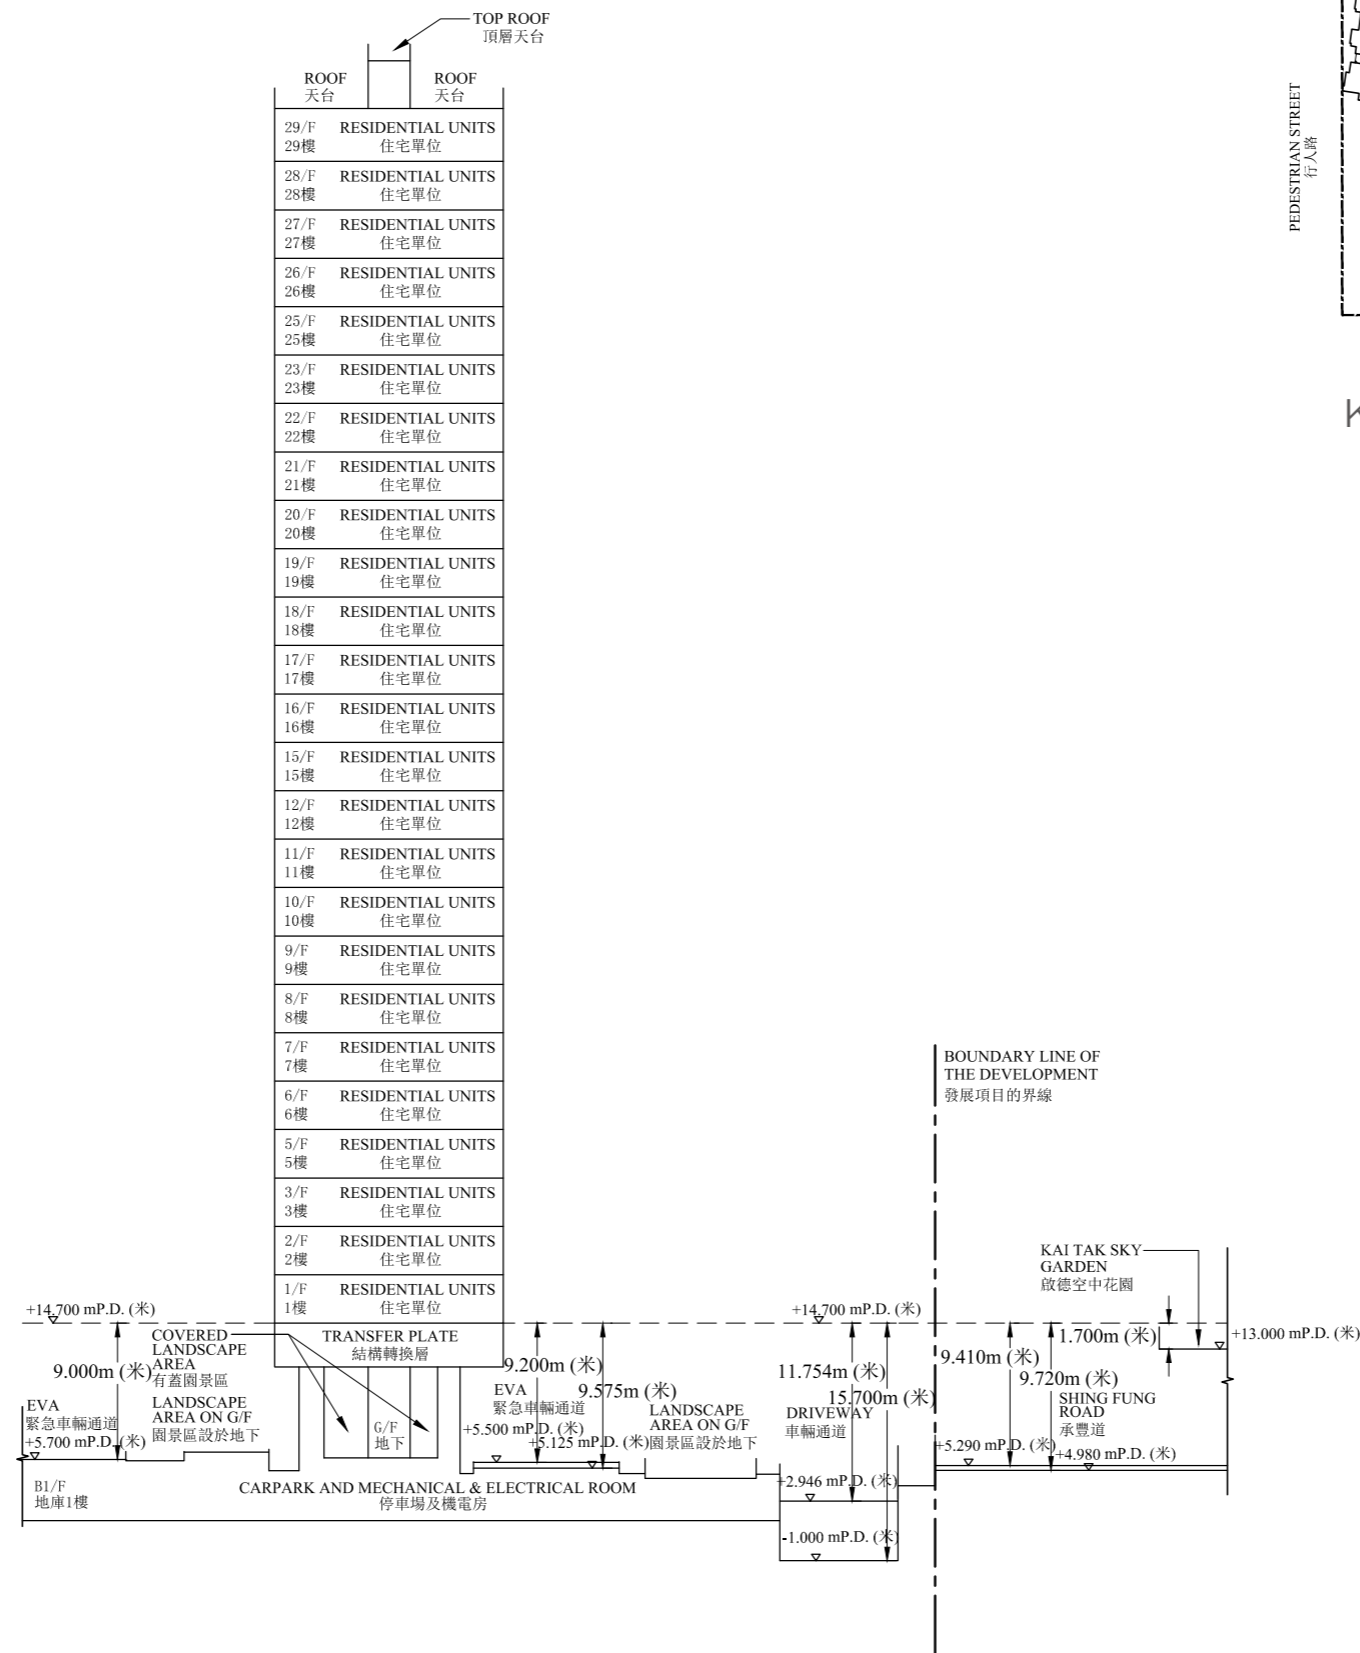 TOP ROOF
頂層天台
ROOF
天台
ROOF
天台
PEDESTRIAN STREET
行人路
29/F RESIDENTIAL UNITS
29樓 住宅單位
28/F RESIDENTIAL UNITS
28樓 住宅單位
27/F RESIDENTIAL UNITS
27樓 住宅單位
26/F RESIDENTIAL UNITS
26樓 住宅單位
25/F RESIDENTIAL UNITS
25樓 住宅單位
23/F RESIDENTIAL UNITS
23樓 住宅單位
22/F RESIDENTIAL UNITS
22樓 住宅單位
21/F RESIDENTIAL UNITS
21樓 住宅單位
20/F RESIDENTIAL UNITS
20樓 住宅單位
19/F RESIDENTIAL UNITS
19樓 住宅單位
18/F RESIDENTIAL UNITS
18樓 住宅單位
17/F RESIDENTIAL UNITS
17樓 住宅單位
16/F RESIDENTIAL UNITS
16樓 住宅單位
15/F RESIDENTIAL UNITS
15樓 住宅單位
12/F RESIDENTIAL UNITS
12樓 住宅單位
11/F RESIDENTIAL UNITS
11樓 住宅單位
10/F RESIDENTIAL UNITS
10樓 住宅單位
9/F RESIDENTIAL UNITS
9樓 住宅單位
8/F RESIDENTIAL UNITS
8樓 住宅單位
7/F RESIDENTIAL UNITS
7樓 住宅單位
6/F RESIDENTIAL UNITS
6樓 住宅單位
5/F RESIDENTIAL UNITS
5樓 住宅單位
3/F RESIDENTIAL UNITS
3樓 住宅單位
2/F RESIDENTIAL UNITS
2樓 住宅單位
1/F RESIDENTIAL UNITS
1樓 住宅單位
TRANSFER PLATE
結構轉換層
BOUNDARY LINE OF
THE DEVELOPMENT
發展項目的界線
KAI TAK SKY
GARDEN
啟德空中花園
+14.700 mP.D. (米)
+14.700 mP.D. (米)
+13.000 mP.D. (米)
1.700m (米)
COVERED
LANDSCAPE
AREA
有蓋園景區
9.000m (米)
LANDSCAPE
AREA ON G/F
園景區設於地下
EVA
緊急車輛通道
+5.700 mP.D. (米)
G/F
地下
9.200m (米)
9.575m (米)
EVA
緊急車輛通道
+5.500 mP.D. (米)
+5.125 mP.D. (米)
LANDSCAPE
AREA ON G/F
園景區設於地下
11.754m (米)
15.700m (米)
DRIVEWAY
車輛通道
9.410m (米)
9.720m (米)
SHING FUNG
ROAD
承豐道
+5.290 mP.D. (米)
+4.980 mP.D. (米)
+2.946 mP.D. (米)
-1.000 mP.D. (米)
B1/F
地庫1樓
CARPARK AND MECHANICAL & ELECTRICAL ROOM
停車場及機電房